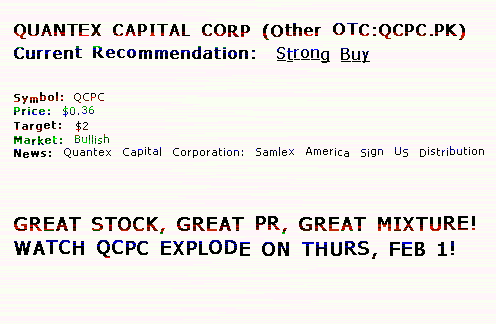 QUANTEX CAPITAL CORP (Other OTC:QCPC.PK)
Current Recommendation: Strong Buy
Symbol: QCPC
Price: $0.36
Target: $2
Market: Bullish
News: Quantex Capital Corporation: Samlex America Sign US Distribution
GREAT STOCK, GREAT PR, GREAT MIXTURE!
WATCH QCPC EXPLODE ON THURS, FEB 1!